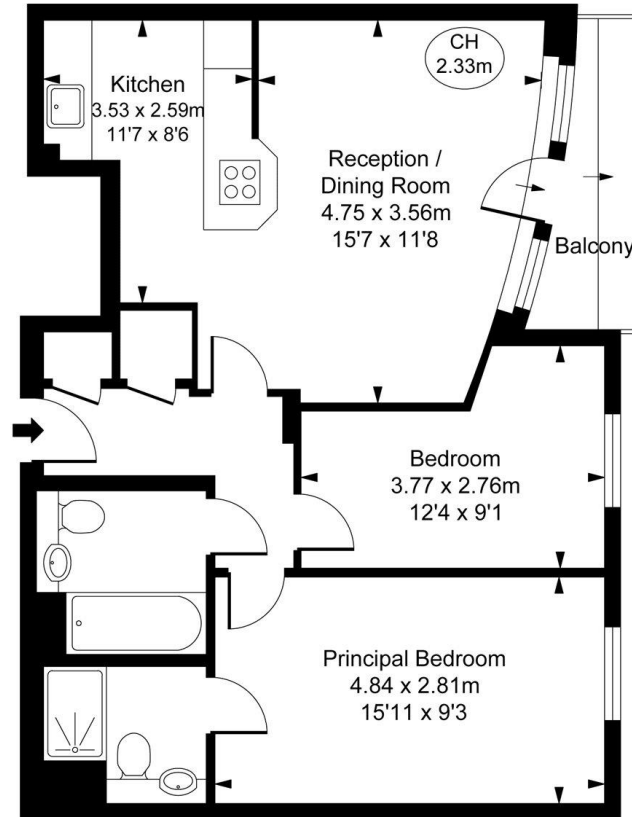 Kitchen
3.53 x 2.59m
11'7 x 8'6
CH
2.33m
Reception /
Dining Room
4.75 x 3.56m
15'7 x 11'8
Balcony
Bedroom
3.77 x 2.76m
12'4 x 9'1
Principal Bedroom
4.84 x 2.81m
15'11 x 9'3